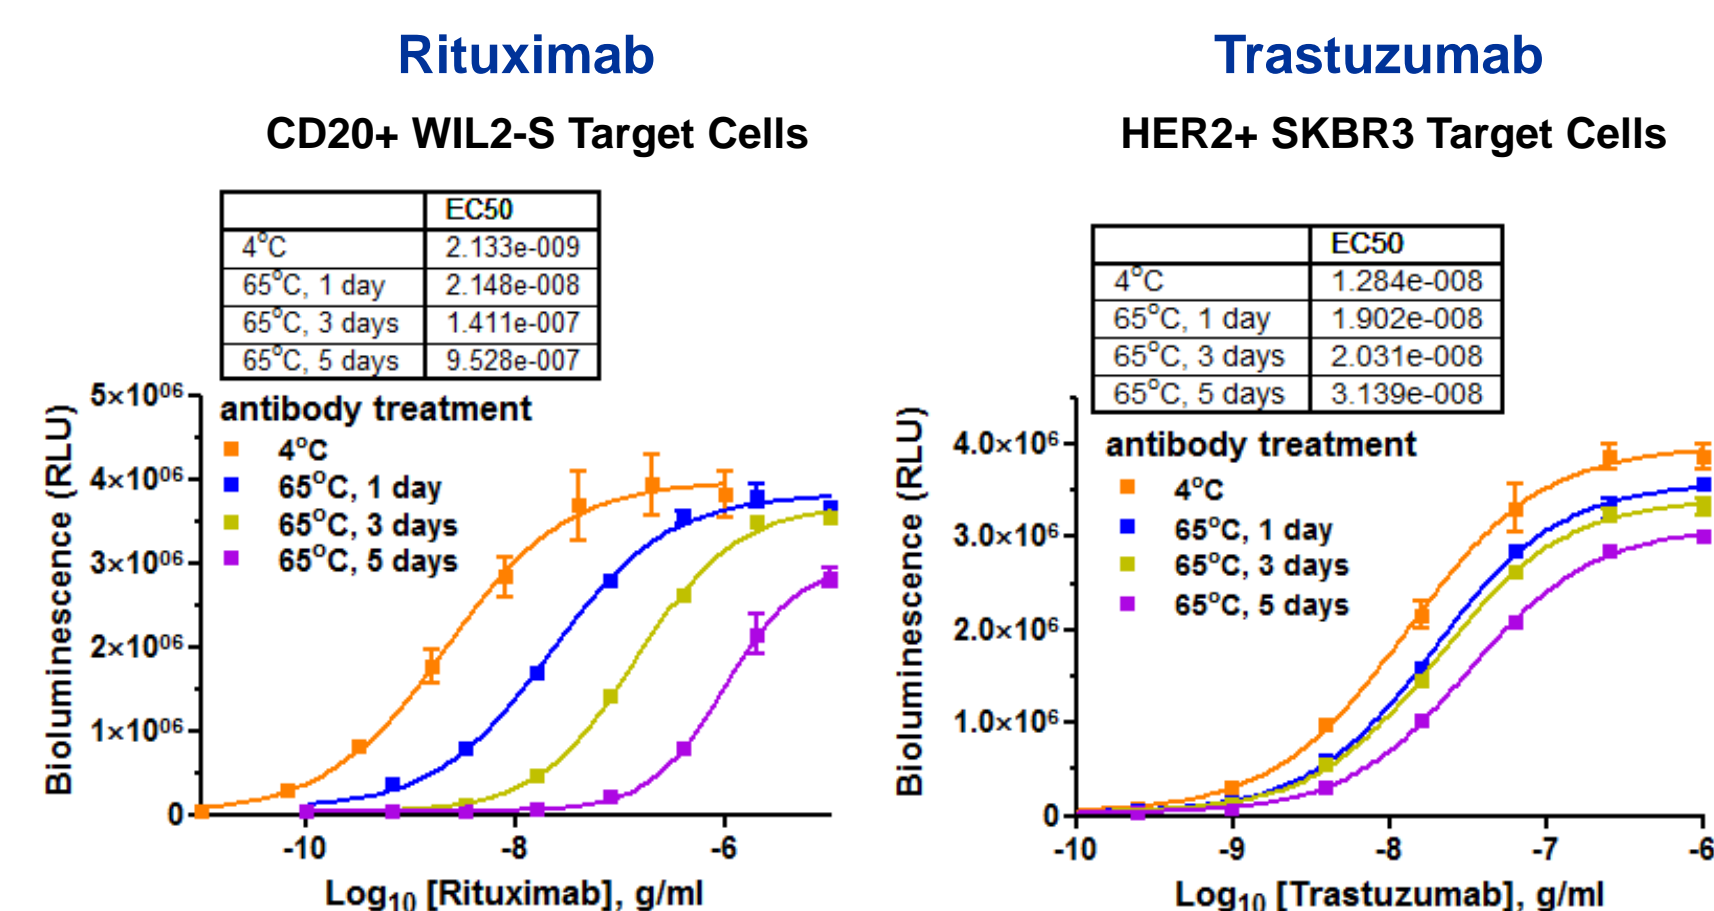 Rituximab
CD20+ WIL2-S Target Cells
EC50
4°C 2.133e-009
65°C, 1 day 2.148e-008
65°C, 3 days 1.411e-007
65°C, 5 days 9.528e-007
antibody treatment
4°C
65°C, 1 day
65°C, 3 days
65°C, 5 days
Bioluminescence (RLU)
5×10⁰⁶
4×10⁰⁶
3×10⁰⁶
2×10⁰⁶
1×10⁰⁶
0
-10 -8 -6
Log₁₀ [Rituximab], g/ml
Trastuzumab
HER2+ SKBR3 Target Cells
EC50
4°C 1.284e-008
65°C, 1 day 1.902e-008
65°C, 3 days 2.031e-008
65°C, 5 days 3.139e-008
antibody treatment
4°C
65°C, 1 day
65°C, 3 days
65°C, 5 days
Bioluminescence (RLU)
4.0×10⁶
3.0×10⁶
2.0×10⁶
1.0×10⁶
0
-10 -9 -8 -7 -6
Log₁₀ [Trastuzumab], g/ml